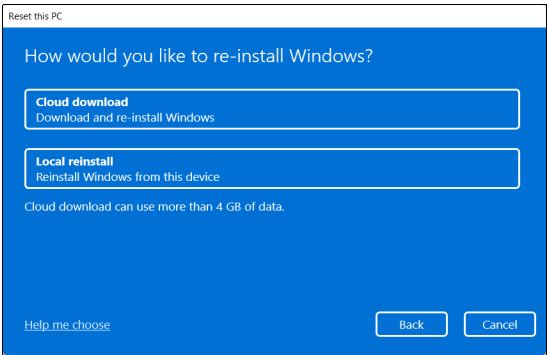 Reset this PC
How would you like to re-install Windows?
Cloud download
Download and re-install Windows
Local reinstall
Reinstall Windows from this device
Cloud download can use more than 4 GB of data.
Help me choose
Back
Cancel